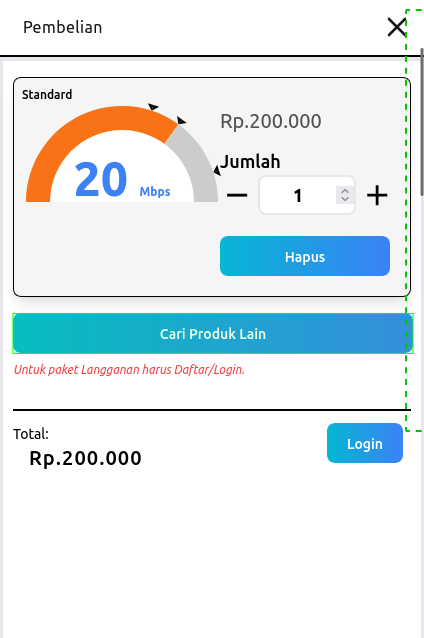 Pembelian
Standard
20 Mbps
Rp.200.000
Jumlah
1
Hapus
Cari Produk Lain
Untuk paket Langganan harus Daftar/Login.
Total:
Rp.200.000
Login